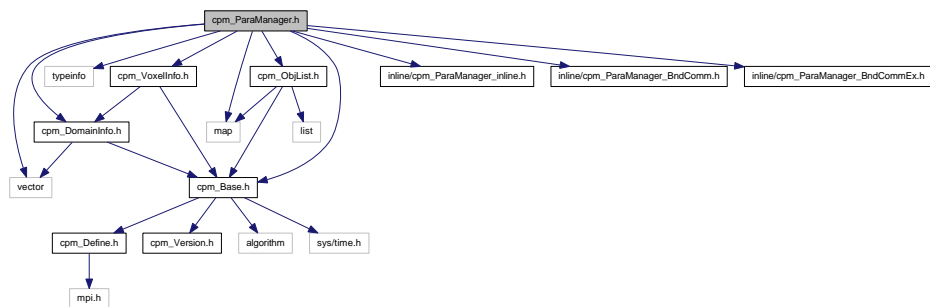 cpm_ParaManager.h
typeinfo
cpm_VoxelInfo.h
cpm_ObjList.h
inline/cpm_ParaManager_inline.h
inline/cpm_ParaManager_BndComm.h
inline/cpm_ParaManager_BndCommEx.h
cpm_DomainInfo.h
map
list
vector
cpm_Base.h
cpm_Define.h
cpm_Version.h
algorithm
sys/time.h
mpi.h